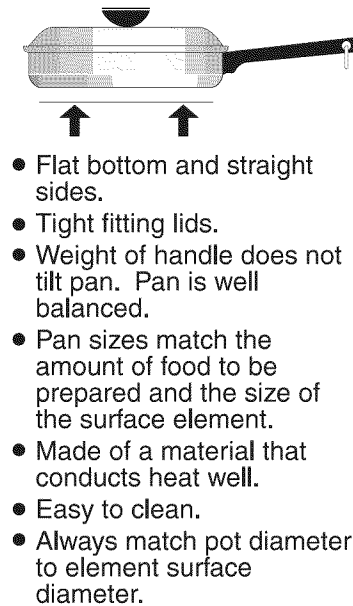 ● Flat bottom and straight
sides.
● Tight fitting lids.
● Weight of handle does not
tilt pan.  Pan is well
balanced.
● Pan sizes match the
amount of food to be
prepared and the size of
the surface element.
● Made of a material that
conducts heat well.
● Easy to clean.
● Always match pot diameter
to element surface
diameter.